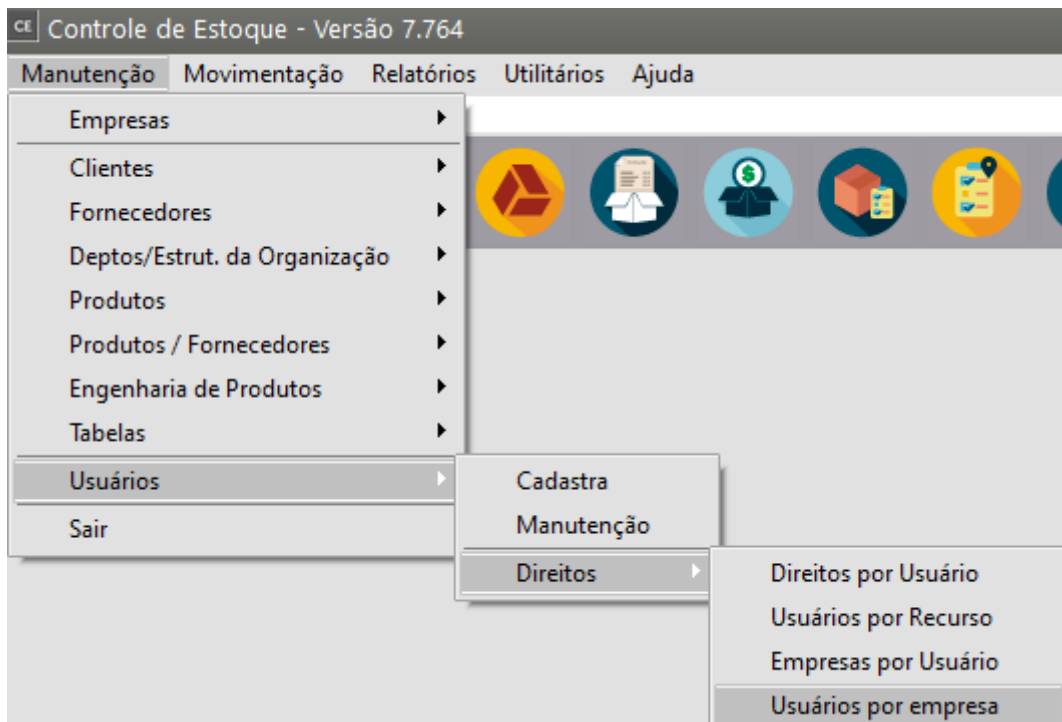 CE Controle de Estoque - Versão 7.764
Manutenção Movimentação Relatórios Utilitários Ajuda
Empresas
Clientes
Fornecedores
Deptos/Estrut. da Organização
Produtos
Produtos / Fornecedores
Engenharia de Produtos
Tabelas
Usuários
Sair
Cadastra
Manutenção
Direitos
Direitos por Usuário
Usuários por Recurso
Empresas por Usuário
Usuários por empresa